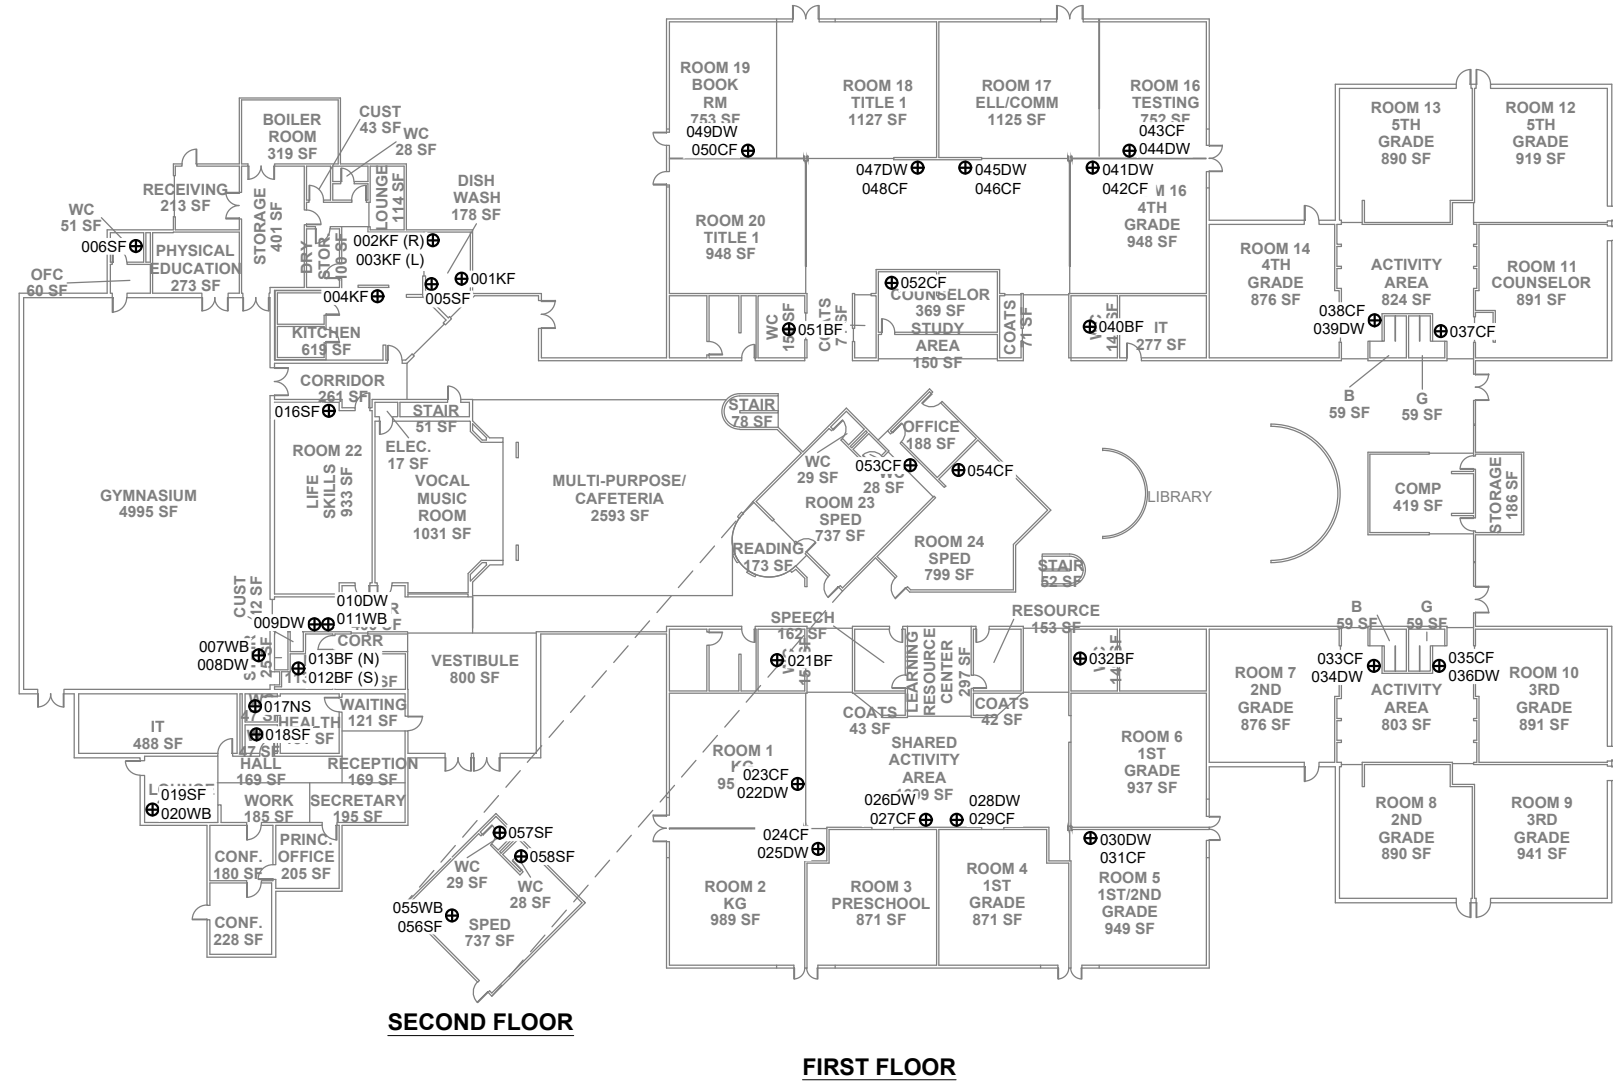 ROOM 19
BOOK
RM
753 SF
049DW
050CF
ROOM 18
TITLE 1
1127 SF
ROOM 17
ELL/COMM
1125 SF
ROOM 16
TESTING
752 SF
043CF
044DW
047DW
048CF
045DW
046CF
041DW
042CF
4TH
GRADE
948 SF
ROOM 20
TITLE 1
948 SF
ROOM 13
5TH
GRADE
890 SF
ROOM 12
5TH
GRADE
919 SF
ROOM 14
4TH
GRADE
876 SF
ACTIVITY
AREA
824 SF
ROOM 11
COUNSELOR
891 SF
038CF
039DW
037CF
B
59 SF
G
59 SF
BOILER
ROOM
319 SF
CUST
43 SF
WC
28 SF
RECEIVING
213 SF
STORAGE
401 SF
LOUNGE
114 SF
DISH
WASH
178 SF
WC
51 SF
006SF
PHYSICAL
EDUCATION
273 SF
OFC
60 SF
DRY
STOR.
100 SF
002KF (R)
003KF (L)
001KF
004KF
005SF
KITCHEN
619 SF
CORRIDOR
261 SF
052CF
COUNSELOR
369 SF
STUDY
AREA
150 SF
WC
051BF
COATS
COATS
71 SF
040BF
IT
277 SF
016SF
STAIR
51 SF
ELEC.
17 SF
ROOM 22
LIFE
SKILLS
933 SF
GYMNASIUM
4995 SF
VOCAL
MUSIC
ROOM
1031 SF
MULTI-PURPOSE/
CAFETERIA
2593 SF
STAIR
78 SF
OFFICE
188 SF
WC
29 SF
053CF
28 SF
054CF
ROOM 23
SPED
737 SF
READING
173 SF
ROOM 24
SPED
799 SF
LIBRARY
COMP
419 SF
STORAGE
186 SF
STAIR
52 SF
CUST
12 SF
010DW
011WB
009DW
007WB
008DW
25 SF
CORR
013BF (N)
012BF (S)
VESTIBULE
800 SF
017NS
47 SF
018SF
47 SF
HEALTH
WAITING
121 SF
IT
488 SF
HALL
169 SF
RECEPTION
169 SF
019SF
020WB
WORK
185 SF
SECRETARY
195 SF
CONF.
180 SF
PRINC.
OFFICE
205 SF
CONF.
228 SF
SPEECH
162 SF
RESOURCE
153 SF
LEARNING
RESOURCE
CENTER
297 SF
021BF
032BF
COATS
43 SF
COATS
42 SF
B
59 SF
G
59 SF
033CF
034DW
035CF
036DW
ROOM 7
2ND
GRADE
876 SF
ACTIVITY
AREA
803 SF
ROOM 10
3RD
GRADE
891 SF
ROOM 1
023CF
022DW
SHARED
ACTIVITY
AREA
026DW
027CF
028DW
029CF
ROOM 6
1ST
GRADE
937 SF
024CF
025DW
030DW
031CF
ROOM 2
KG
989 SF
ROOM 3
PRESCHOOL
871 SF
ROOM 4
1ST
GRADE
871 SF
ROOM 5
1ST/2ND
GRADE
949 SF
ROOM 8
2ND
GRADE
890 SF
ROOM 9
3RD
GRADE
941 SF
057SF
058SF
WC
29 SF
WC
28 SF
055WB
056SF
SPED
737 SF
SECOND FLOOR
FIRST FLOOR